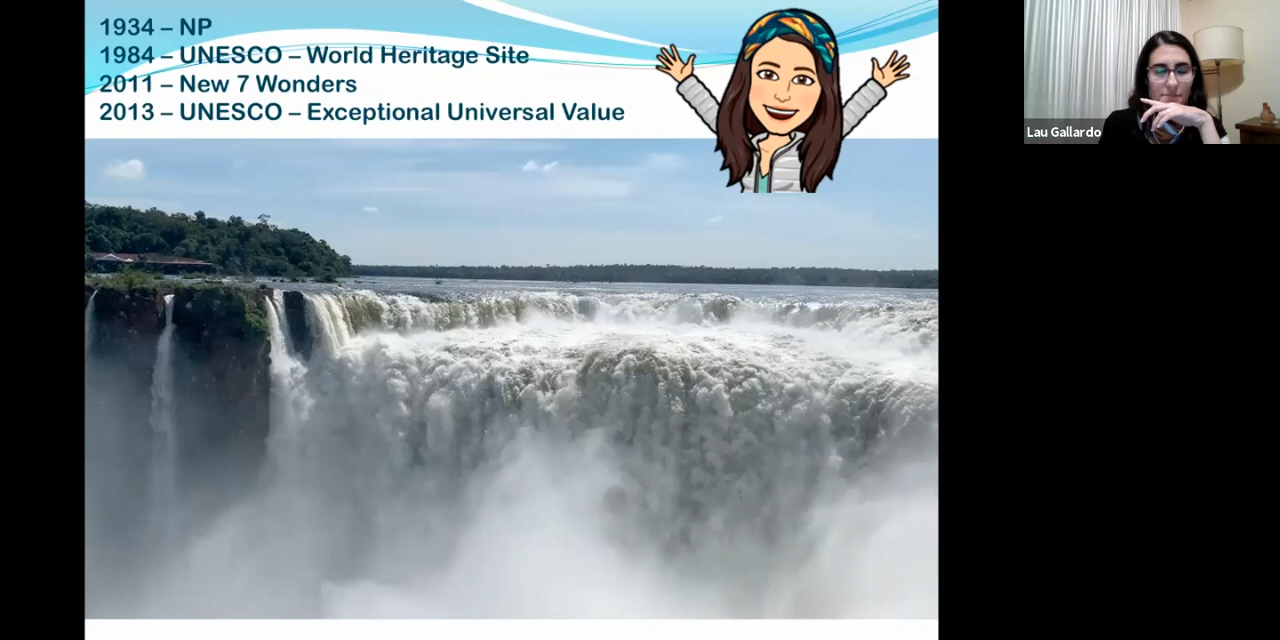 1934 – NP
1984 – UNESCO – World Heritage Site
2011 – New 7 Wonders
2013 – UNESCO – Exceptional Universal Value
Lau Gallardo